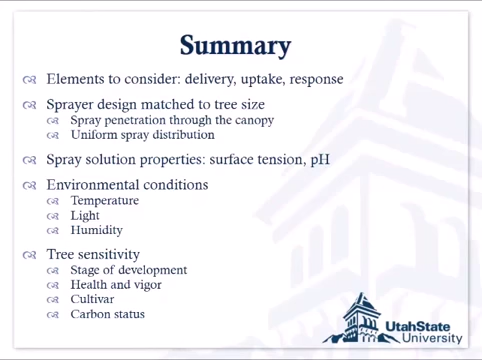 Summary
Elements to consider: delivery, uptake, response
Sprayer design matched to tree size
Spray penetration through the canopy
Uniform spray distribution
Spray solution properties: surface tension, pH
Environmental conditions
Temperature
Light
Humidity
Tree sensitivity
Stage of development
Health and vigor
Cultivar
Carbon status
UtahState
University